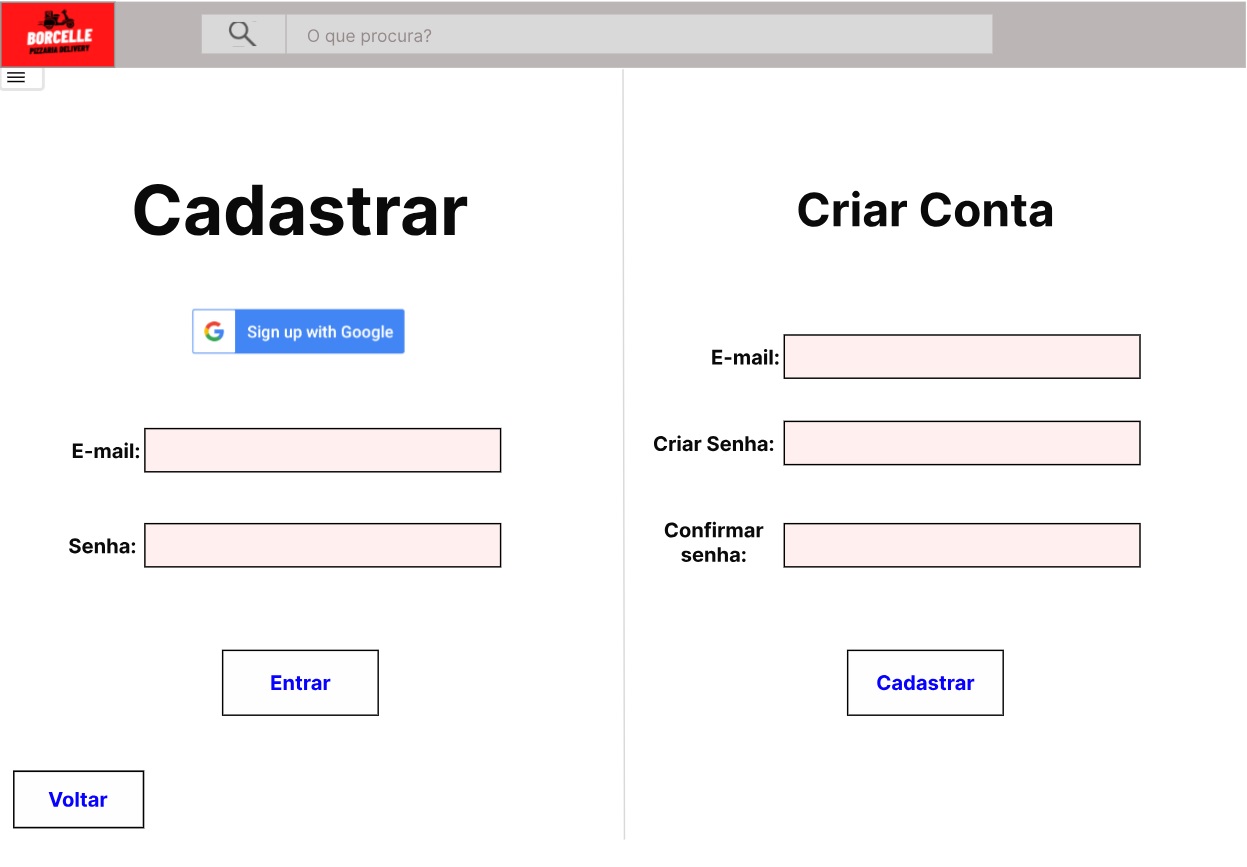 BORCELLE
PIZZARIA DELIVERY
O que procura?
Cadastrar
Sign up with Google
E-mail:
Senha:
Entrar
Voltar
Criar Conta
E-mail:
Criar Senha:
Confirmar
senha:
Cadastrar